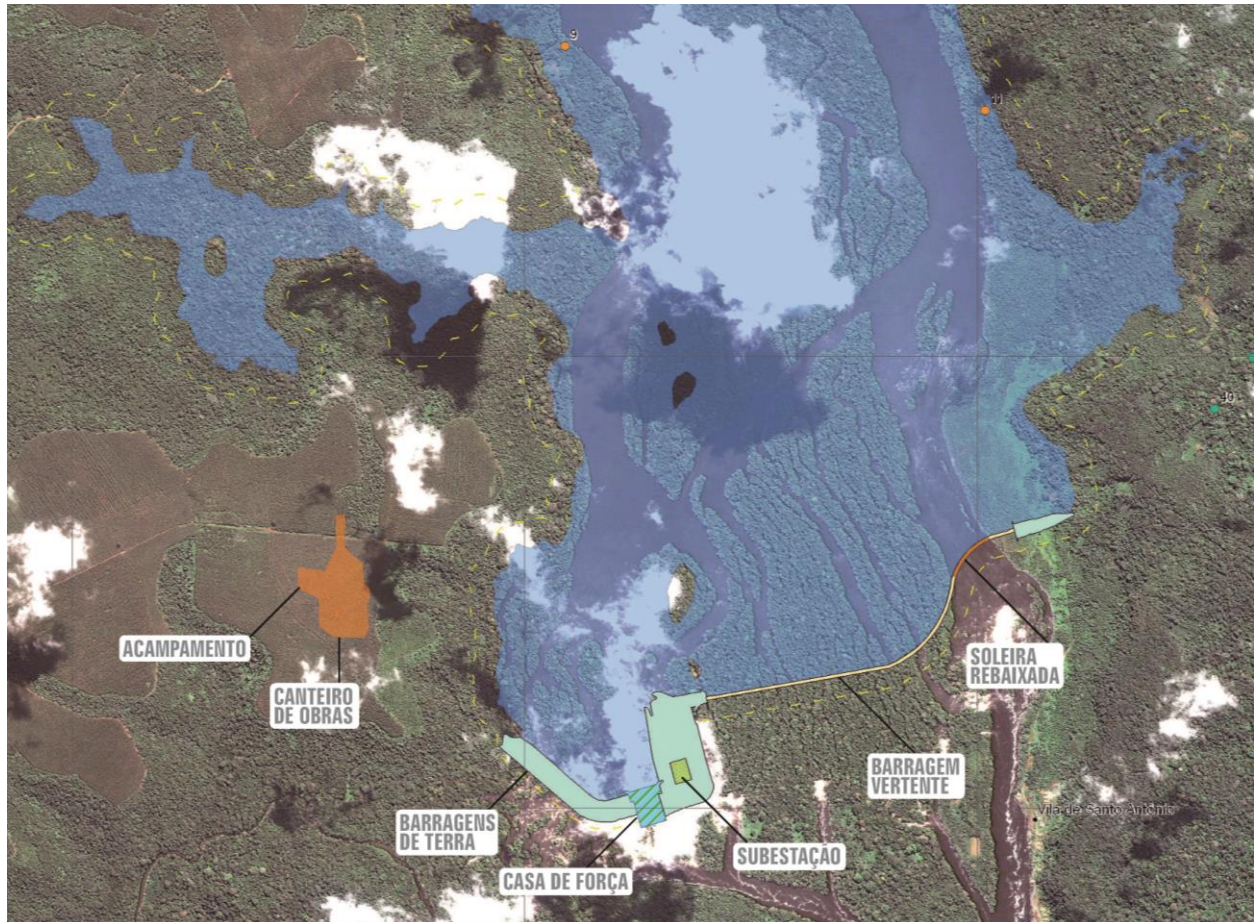 9
11
ACAMPAMENTO
CANTEIRO
DE OBRAS
SOLEIRA
REBAIXADA
BARRAGEM
VERTENTE
BARRAGENS
DE TERRA
SUBESTAÇÃO
CASA DE FORÇA
Vila de Santo Antônio